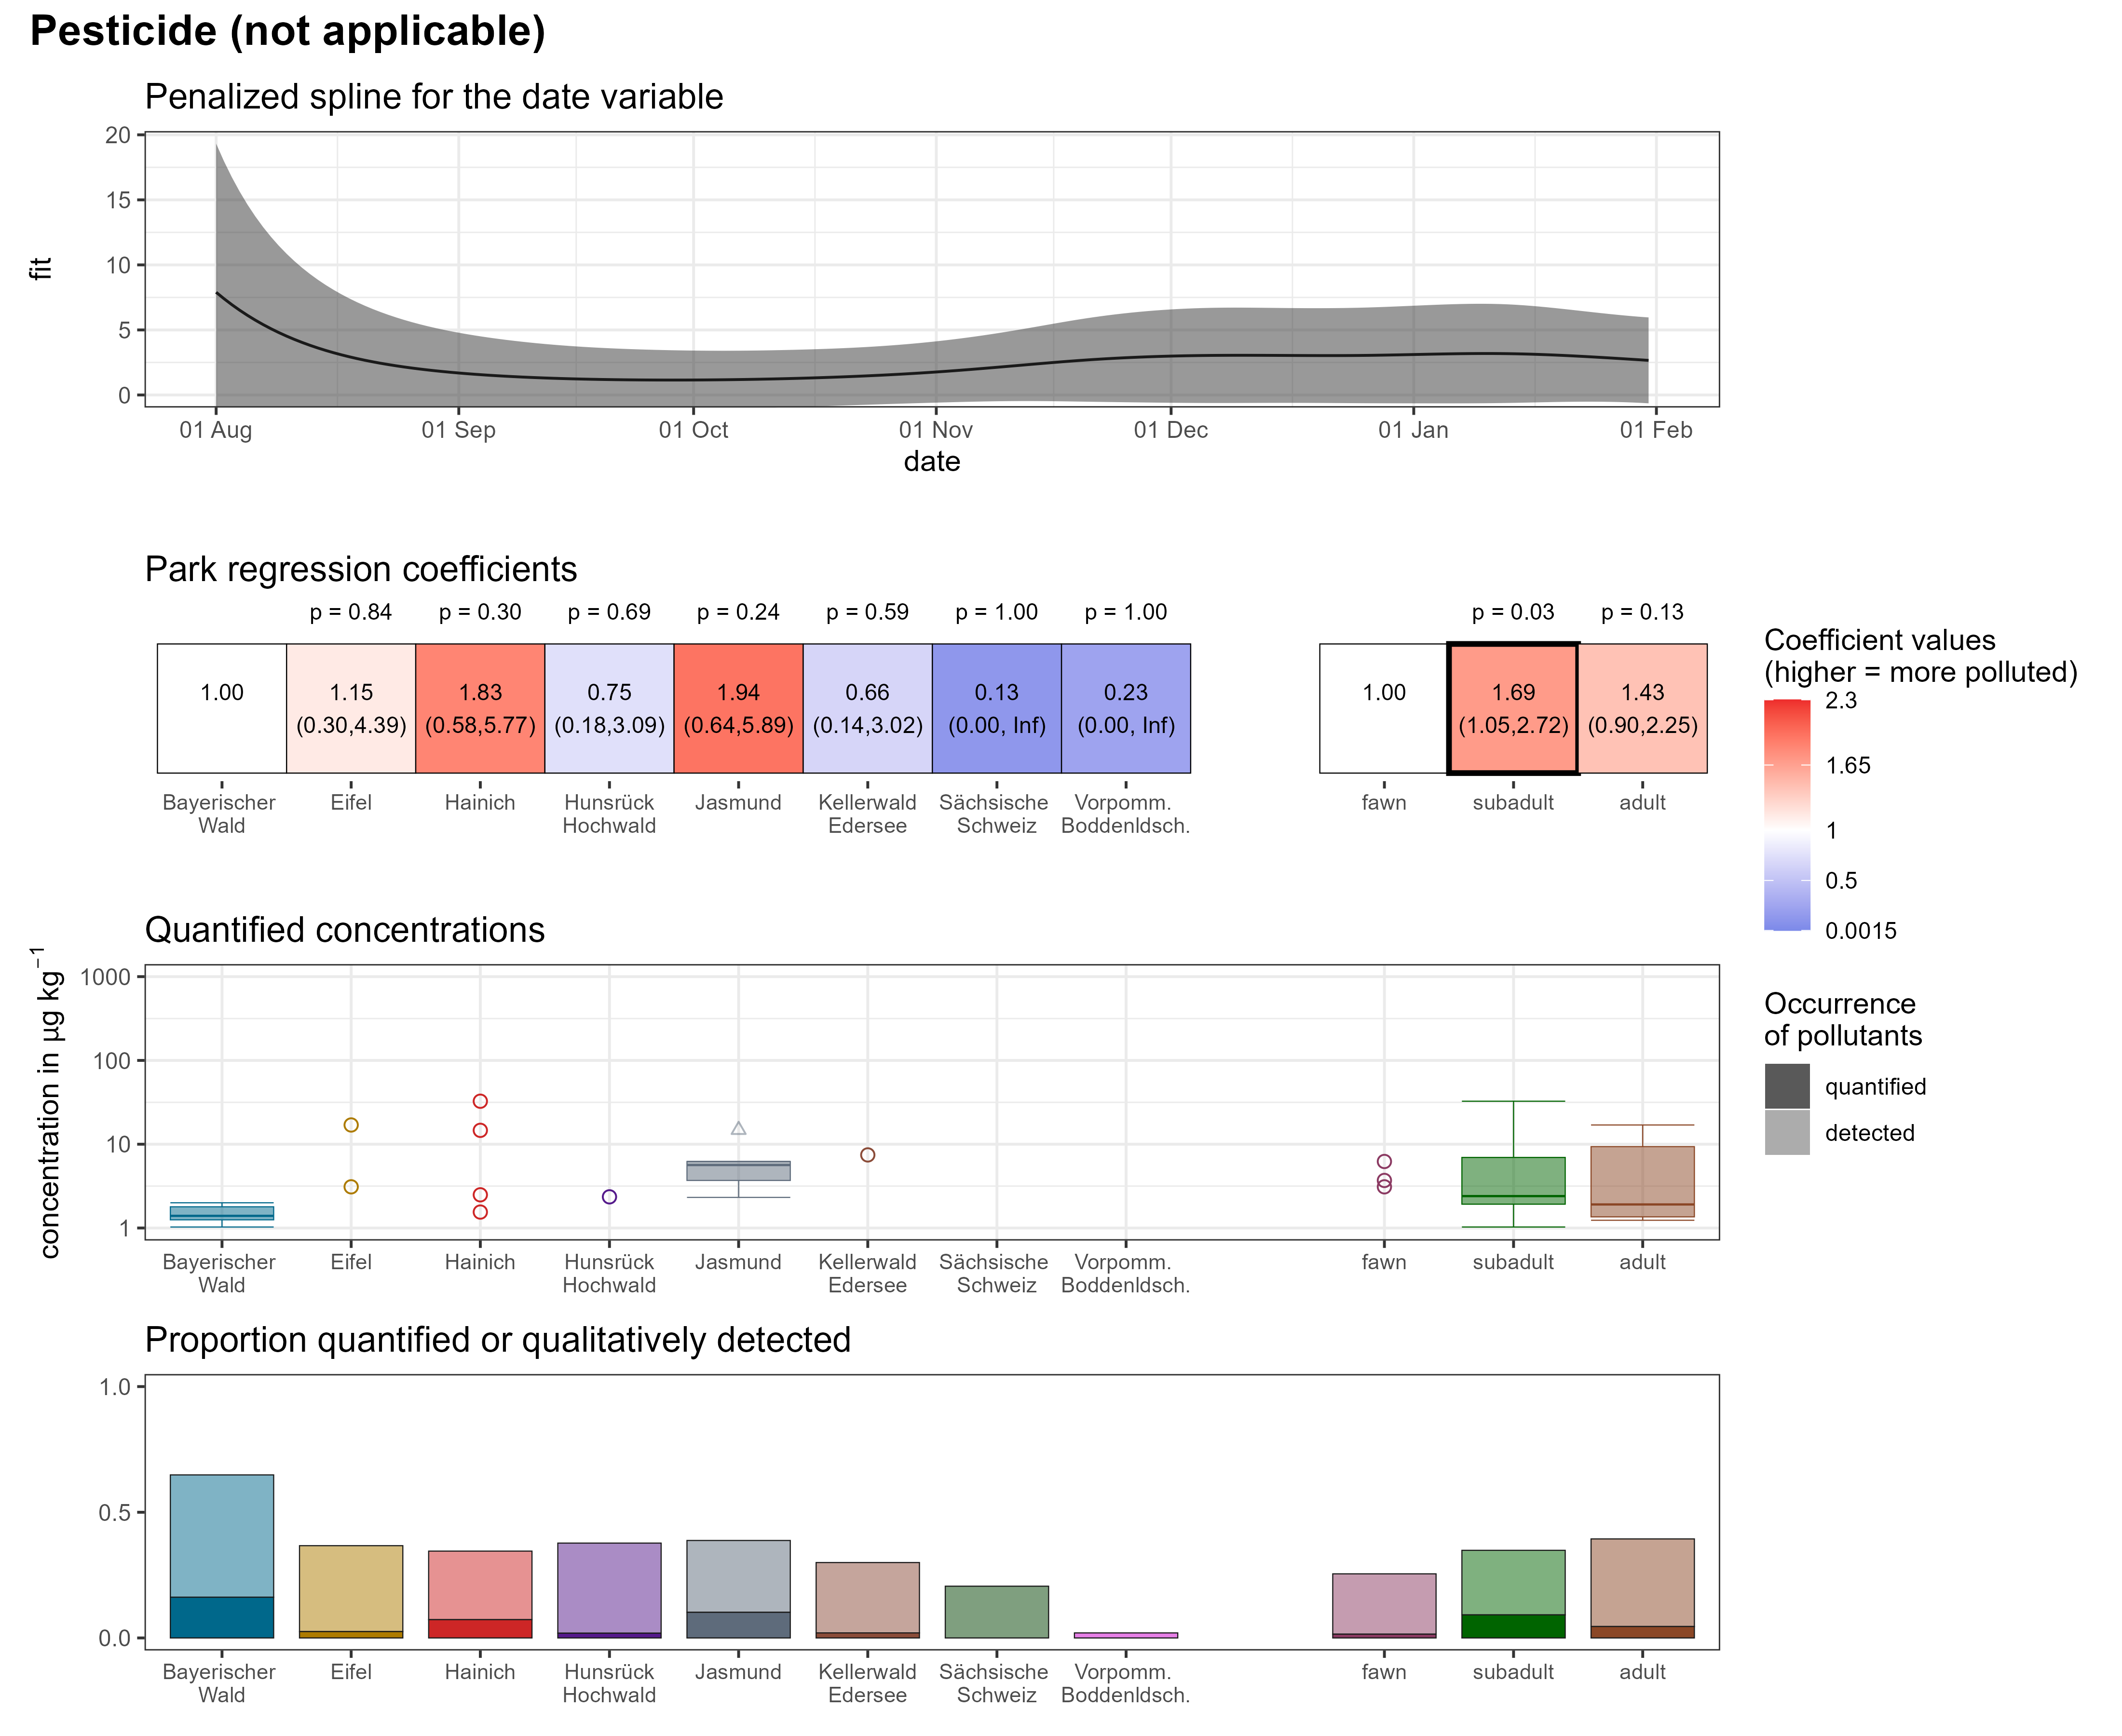 Pesticide (not applicable)
Penalized spline for the date variable
20
15
10
5
0
fit
01 Aug 01 Sep 01 Oct 01 Nov 01 Dec 01 Jan 01 Feb
date
Park regression coefficients
p = 0.84 p = 0.30 p = 0.69 p = 0.24 p = 0.59 p = 1.00 p = 1.00 p = 0.03 p = 0.13
1.00 1.15 1.83 0.75 1.94 0.66 0.13 0.23 1.00 1.69 1.43
(0.30,4.39) (0.58,5.77) (0.18,3.09) (0.64,5.89) (0.14,3.02) (0.00, Inf) (0.00, Inf) (1.05,2.72) (0.90,2.25)
Bayerischer Eifel Hainich Hunsrück Jasmund Kellerwald Sächsische Vorpomm. fawn subadult adult
Wald Hochwald Edersee Schweiz Boddenldsch.
Coefficient values
(higher = more polluted)
2.3
1.65
1
0.5
0.0015
Quantified concentrations
concentration in µg kg⁻¹
1000
100
10
1
Bayerischer Eifel Hainich Hunsrück Jasmund Kellerwald Sächsische Vorpomm. fawn subadult adult
Wald Hochwald Edersee Schweiz Boddenldsch.
Occurrence
of pollutants
quantified
detected
Proportion quantified or qualitatively detected
1.0
0.5
0.0
Bayerischer Eifel Hainich Hunsrück Jasmund Kellerwald Sächsische Vorpomm. fawn subadult adult
Wald Hochwald Edersee Schweiz Boddenldsch.